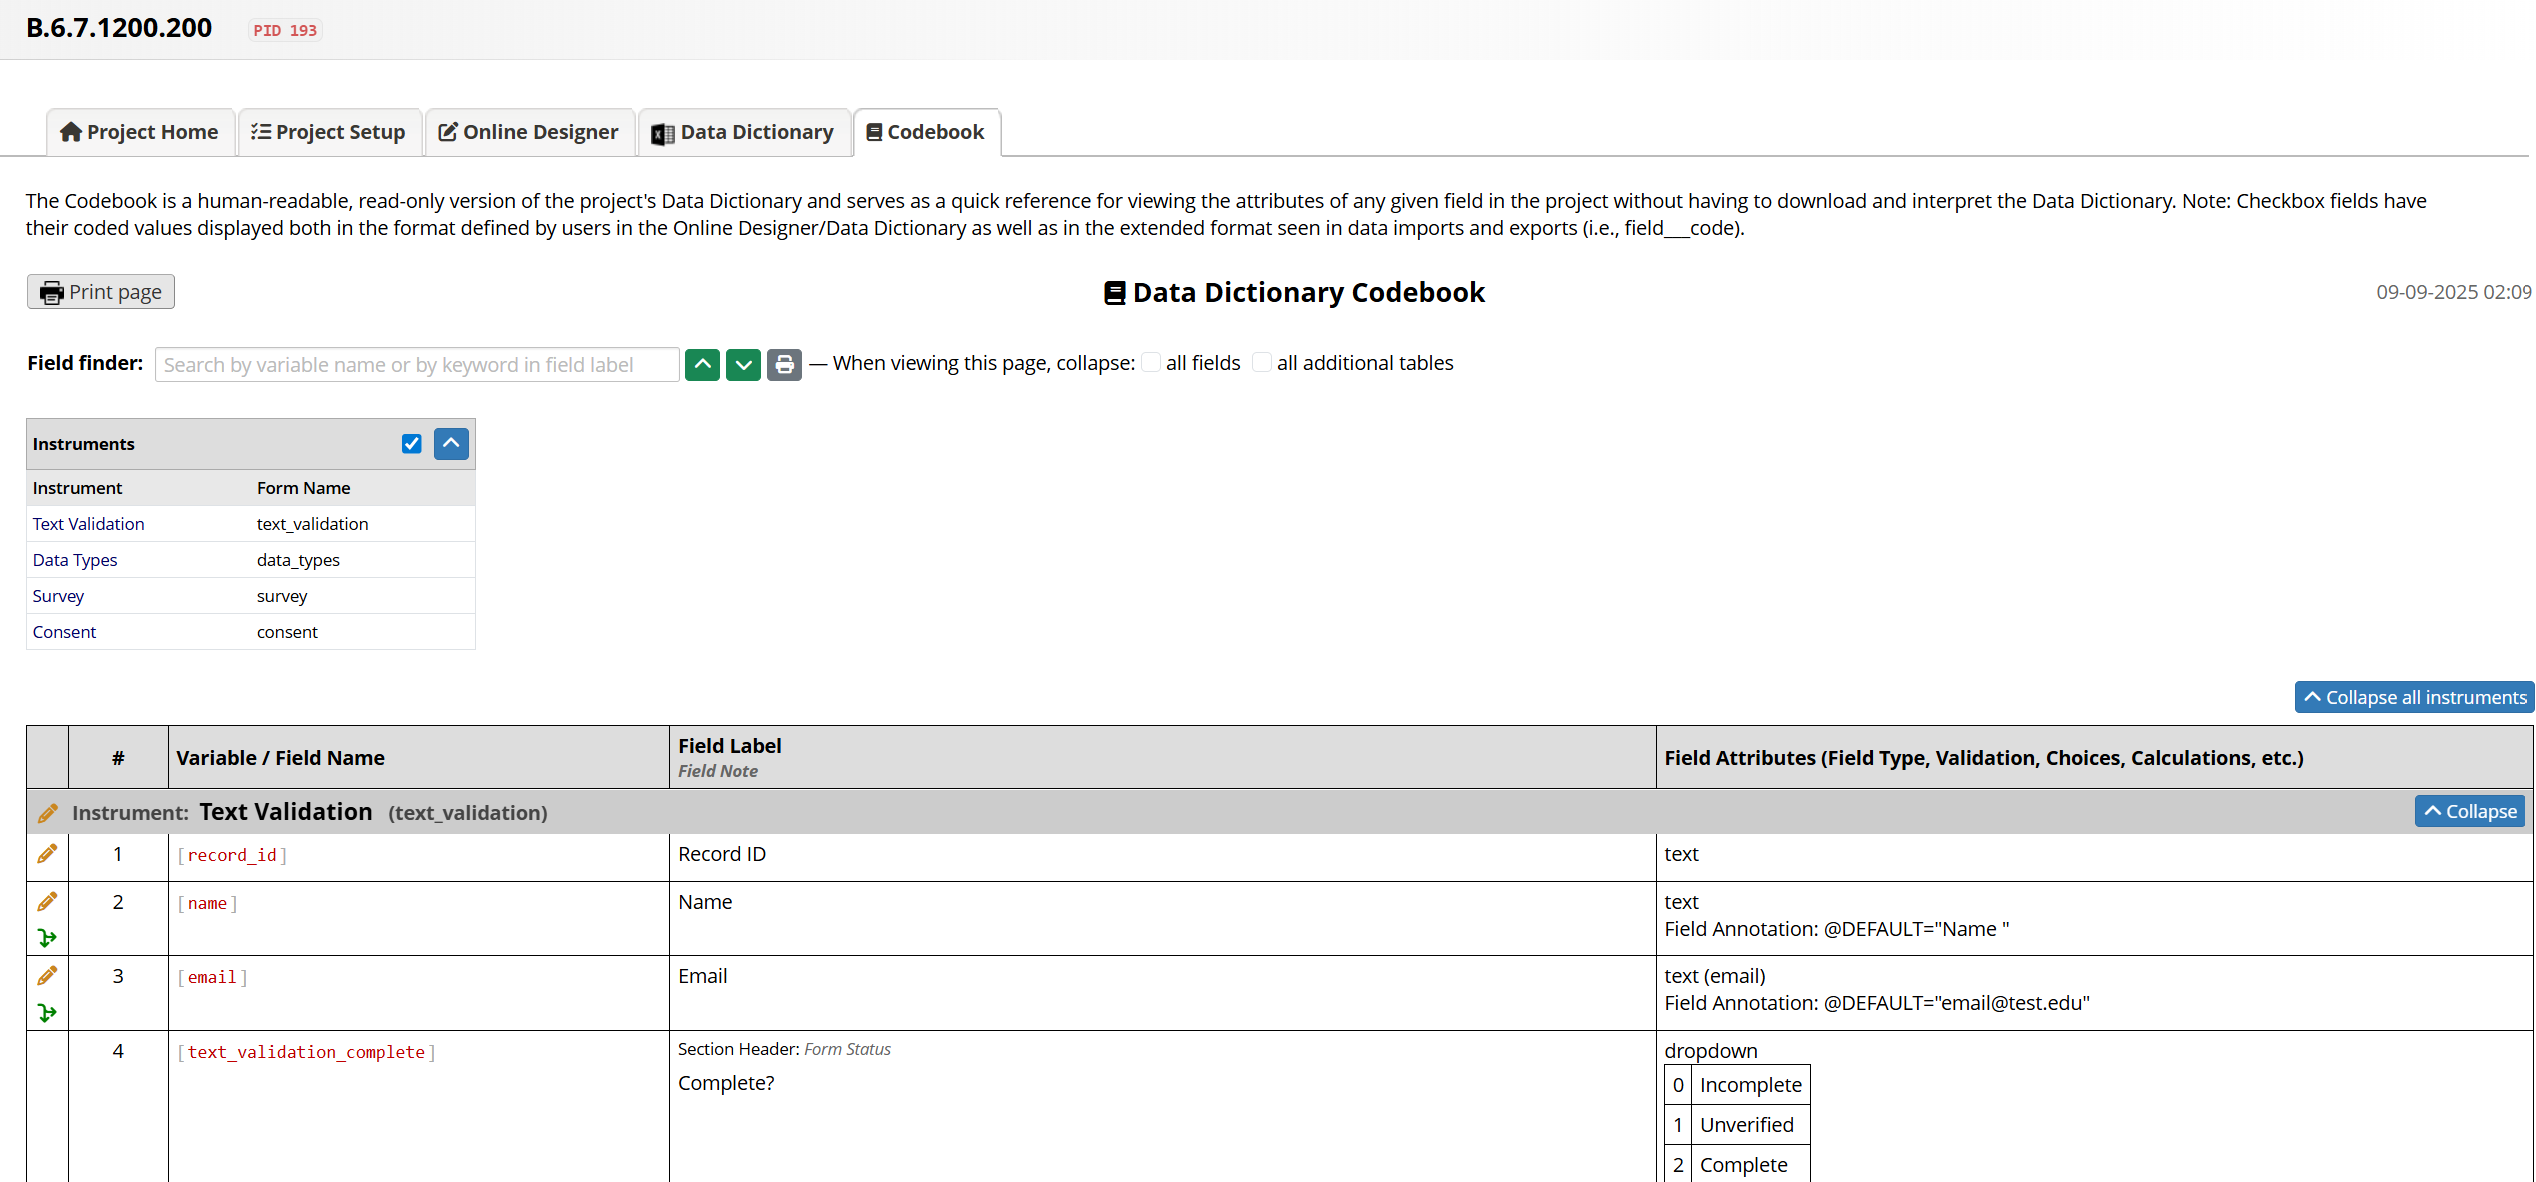 B.6.7.1200.200 PID 193
Project Home Project Setup Online Designer Data Dictionary Codebook
The Codebook is a human-readable, read-only version of the project's Data Dictionary and serves as a quick reference for viewing the attributes of any given field in the project without having to download and interpret the Data Dictionary. Note: Checkbox fields have
their coded values displayed both in the format defined by users in the Online Designer/Data Dictionary as well as in the extended format seen in data imports and exports (i.e., field___code).
Print page Data Dictionary Codebook 09-09-2025 02:09
Field finder: Search by variable name or by keyword in field label — When viewing this page, collapse: all fields all additional tables
Instruments
Instrument Form Name
Text Validation text_validation
Data Types data_types
Survey survey
Consent consent
Collapse all instruments
# Variable / Field Name Field Label Field Attributes (Field Type, Validation, Choices, Calculations, etc.)
Field Note
Instrument: Text Validation (text_validation) Collapse
1 [record_id] Record ID text
2 [name] Name text
Field Annotation: @DEFAULT="Name "
3 [email] Email text (email)
Field Annotation: @DEFAULT="email@test.edu"
4 [text_validation_complete] Section Header: Form Status dropdown
Complete? 0 Incomplete
1 Unverified
2 Complete